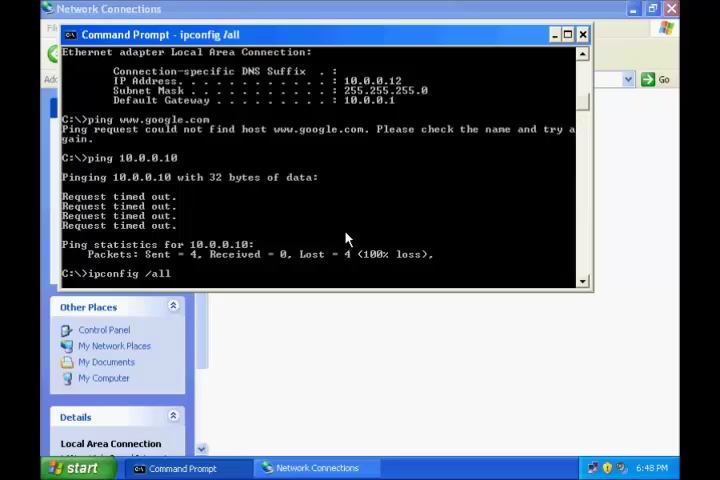 Network Connections
Command Prompt - ipconfig /all
Ethernet adapter Local Area Connection:
Connection-specific DNS Suffix . :
IP Address. . . . . . . . . . . . : 10.0.0.12
Subnet Mask . . . . . . . . . . . : 255.255.255.0
Default Gateway . . . . . . . . . : 10.0.0.1
C:\>ping www.google.com
Ping request could not find host www.google.com. Please check the name and try a
gain.
C:\>ping 10.0.0.10
Pinging 10.0.0.10 with 32 bytes of data:
Request timed out.
Request timed out.
Request timed out.
Request timed out.
Ping statistics for 10.0.0.10:
Packets: Sent = 4, Received = 0, Lost = 4 (100% loss),
C:\>ipconfig /all
Go
Other Places
Control Panel
My Network Places
My Documents
My Computer
Details
Local Area Connection
start
Command Prompt
Network Connections
6:48 PM